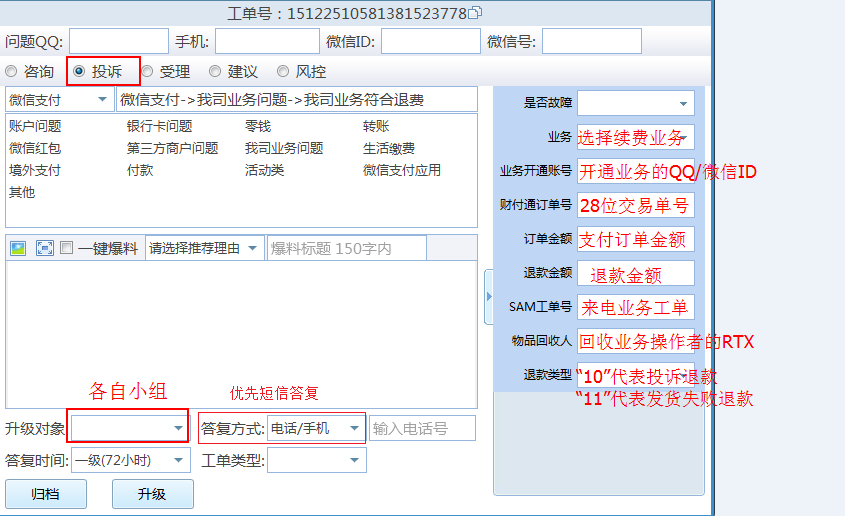 工单号：15122510581381523778
问题QQ: 手机: 微信ID: 微信号:
咨询 投诉 受理 建议 风控
微信支付 微信支付->我司业务问题->我司业务符合退费
账户问题 银行卡问题 零钱 转账
微信红包 第三方商户问题 我司业务问题 生活缴费
境外支付 付款 活动类 微信支付应用
其他
一键爆料 请选择推荐理由 爆料标题 150字内
各自小组 优先短信答复
升级对象 答复方式: 电话/手机 输入电话号
答复时间: 一级(72小时) 工单类型:
归档 升级
是否故障
业务 选择续费业务
业务开通账号 开通业务的QQ/微信ID
财付通订单号 28位交易单号
订单金额 支付订单金额
退款金额 退款金额
SAM工单号 来电业务工单
物品回收人 回收业务操作者的RTX
退款类型 “10”代表投诉退款
“11”代表发货失败退款